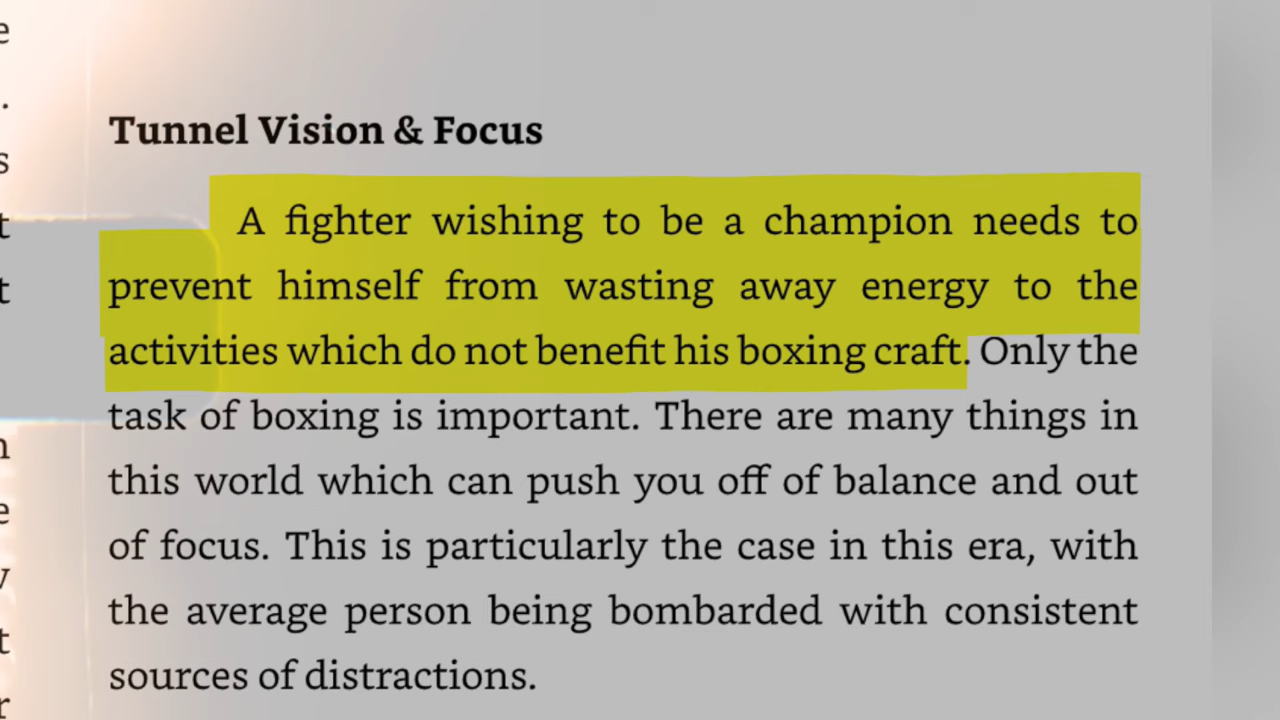 Tunnel Vision & Focus
A fighter wishing to be a champion needs to
prevent himself from wasting away energy to the
activities which do not benefit his boxing craft. Only the
task of boxing is important. There are many things in
this world which can push you off of balance and out
of focus. This is particularly the case in this era, with
the average person being bombarded with consistent
sources of distractions.